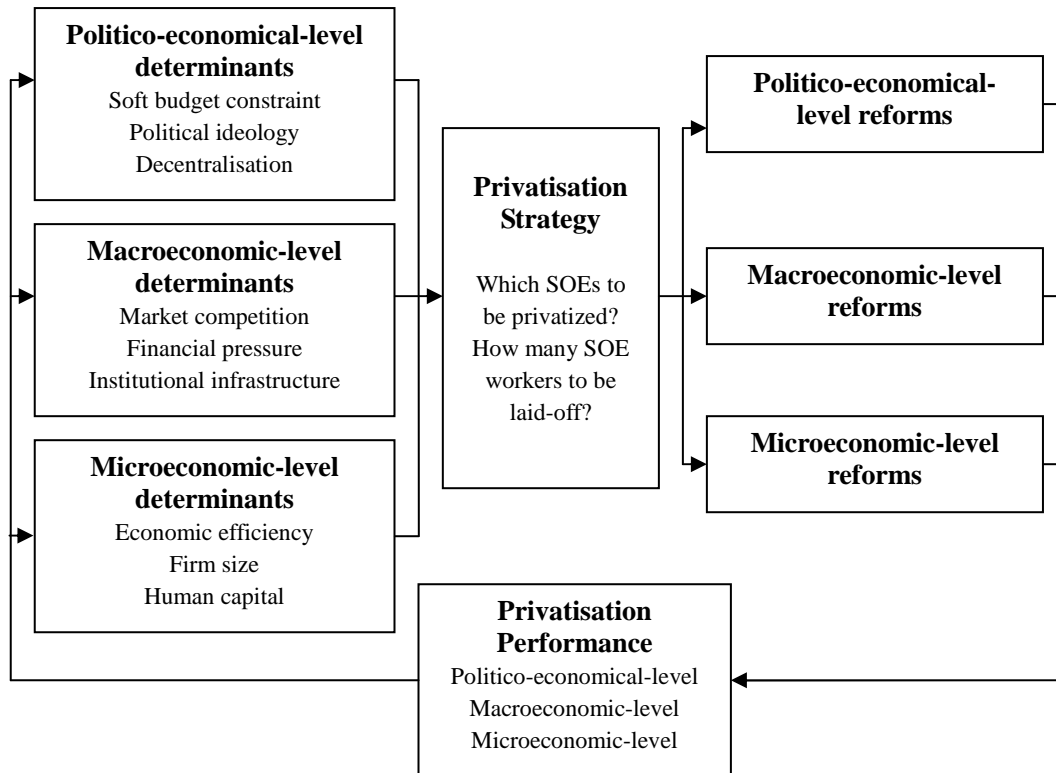 Politico-economical-level
determinants
Soft budget constraint
Political ideology
Decentralisation
Macroeconomic-level
determinants
Market competition
Financial pressure
Institutional infrastructure
Microeconomic-level
determinants
Economic efficiency
Firm size
Human capital
Privatisation
Strategy
Which SOEs to
be privatized?
How many SOE
workers to be
laid-off?
Politico-economical-
level reforms
Macroeconomic-level
reforms
Microeconomic-level
reforms
Privatisation
Performance
Politico-economical-level
Macroeconomic-level
Microeconomic-level